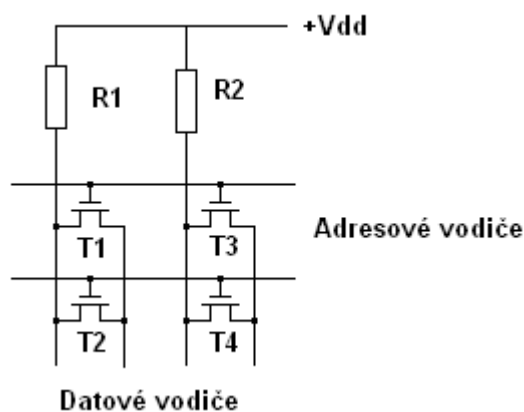 +Vdd
R1
R2
T1
T3
Adresové vodiče
T2
T4
Datové vodiče